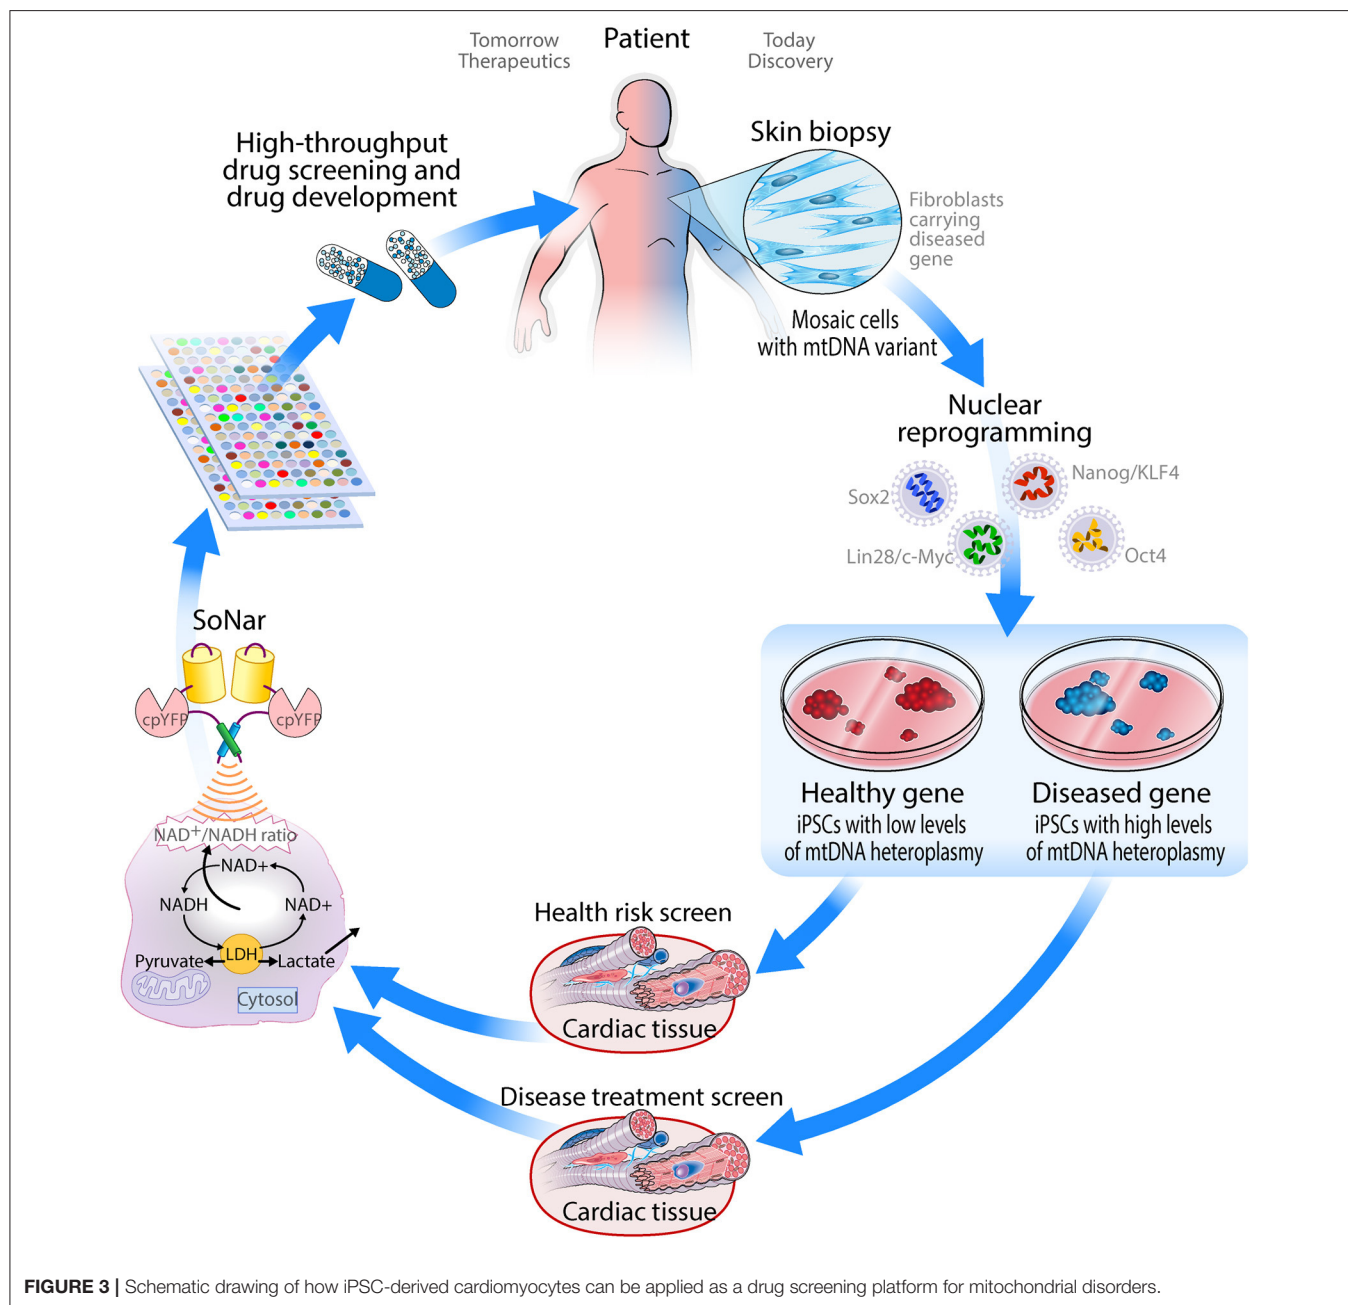 Tomorrow
Therapeutics
Patient
Today
Discovery
High-throughput
drug screening and
drug development
Skin biopsy
Fibroblasts
carrying
diseased
gene
Mosaic cells
with mtDNA variant
Nuclear
reprogramming
Sox2
Nanog/KLF4
Lin28/c-Myc
Oct4
SoNar
cpYFP
cpYFP
Healthy gene
iPSCs with low levels
of mtDNA heteroplasmy
Diseased gene
iPSCs with high levels
of mtDNA heteroplasmy
NAD+/NADH ratio
NAD+
NADH
NAD+
LDH
Pyruvate
Lactate
Cytosol
Health risk screen
Cardiac tissue
Disease treatment screen
Cardiac tissue
FIGURE 3 | Schematic drawing of how iPSC-derived cardiomyocytes can be applied as a drug screening platform for mitochondrial disorders.